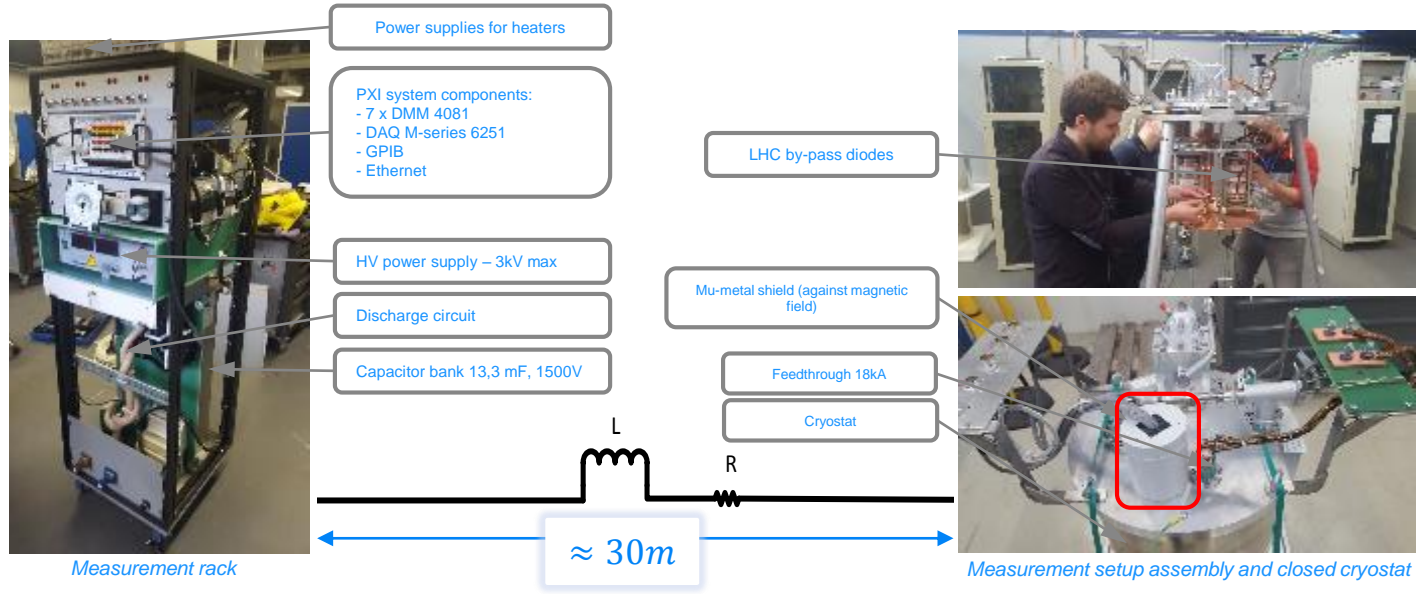 Power supplies for heaters
PXI system components:
- 7 x DMM 4081
- DAQ M-series 6251
- GPIB
- Ethernet
HV power supply – 3kV max
Discharge circuit
Capacitor bank 13,3 mF, 1500V
LHC by-pass diodes
Mu-metal shield (against magnetic
field)
Feedthrough 18kA
Cryostat
L
R
≈ 30m
Measurement rack
Measurement setup assembly and closed cryostat